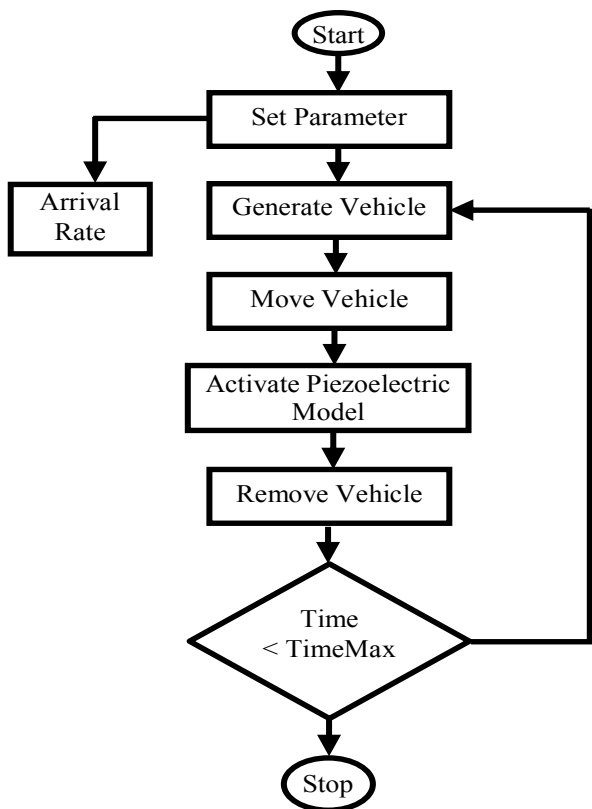 Start
Set Parameter
Arrival
Rate
Generate Vehicle
Move Vehicle
Activate Piezoelectric
Model
Remove Vehicle
Time
< TimeMax
Stop